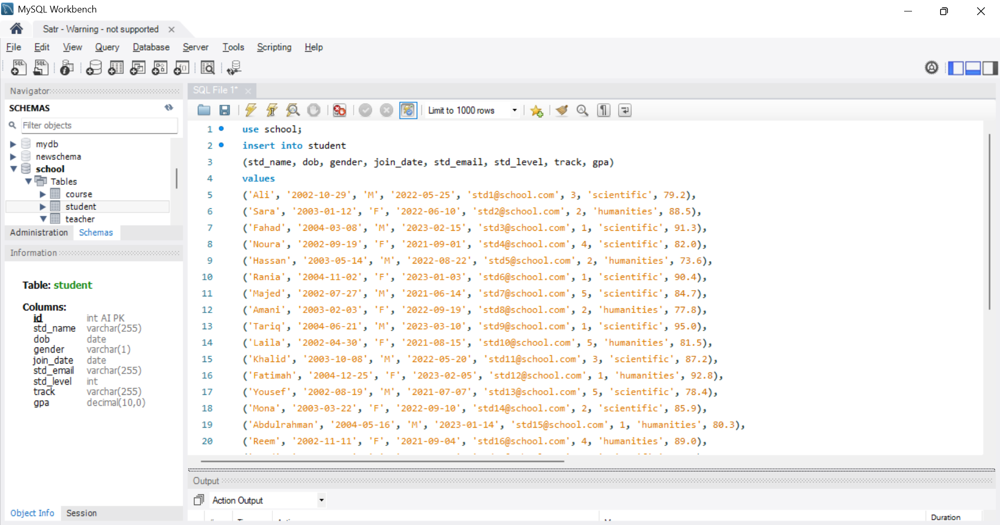 MySQL Workbench
Satr - Warning - not supported
File Edit View Query Database Server Tools Scripting Help
Navigator
SCHEMAS
Filter objects
mydb
newschema
school
Tables
course
student
teacher
Administration Schemas
Information
Table: student
Columns:
id int AI PK
std_name varchar(255)
dob date
gender varchar(1)
join_date date
std_email varchar(255)
std_level int
track varchar(255)
gpa decimal(10,0)
Object Info Session
SQL File 1*
Limit to 1000 rows
1 use school;
2 insert into student
3 (std_name, dob, gender, join_date, std_email, std_level, track, gpa)
4 values
5 ('Ali', '2002-10-29', 'M', '2022-05-25', 'std1@school.com', 3, 'scientific', 79.2),
6 ('Sara', '2003-01-12', 'F', '2022-06-10', 'std2@school.com', 2, 'humanities', 88.5),
7 ('Fahad', '2004-03-08', 'M', '2023-02-15', 'std3@school.com', 1, 'scientific', 91.3),
8 ('Noura', '2002-09-19', 'F', '2021-09-01', 'std4@school.com', 4, 'scientific', 82.0),
9 ('Hassan', '2003-05-14', 'M', '2022-08-22', 'std5@school.com', 2, 'humanities', 73.6),
10 ('Rania', '2004-11-02', 'F', '2023-01-03', 'std6@school.com', 1, 'scientific', 90.4),
11 ('Majed', '2002-07-27', 'M', '2021-06-14', 'std7@school.com', 5, 'scientific', 84.7),
12 ('Amani', '2003-02-03', 'F', '2022-09-19', 'std8@school.com', 2, 'humanities', 77.8),
13 ('Tariq', '2004-06-21', 'M', '2023-03-10', 'std9@school.com', 1, 'scientific', 95.0),
14 ('Laila', '2002-04-30', 'F', '2021-08-15', 'std10@school.com', 5, 'humanities', 81.5),
15 ('Khalid', '2003-10-08', 'M', '2022-05-20', 'std11@school.com', 3, 'scientific', 87.2),
16 ('Fatimah', '2004-12-25', 'F', '2023-02-05', 'std12@school.com', 1, 'humanities', 92.8),
17 ('Yousef', '2002-08-19', 'M', '2021-07-07', 'std13@school.com', 5, 'scientific', 78.4),
18 ('Mona', '2003-03-22', 'F', '2022-09-10', 'std14@school.com', 2, 'scientific', 85.9),
19 ('Abdulrahman', '2004-05-16', 'M', '2023-01-14', 'std15@school.com', 1, 'humanities', 80.3),
20 ('Reem', '2002-11-11', 'F', '2021-09-04', 'std16@school.com', 4, 'humanities', 89.0),
Output
Action Output
Duration